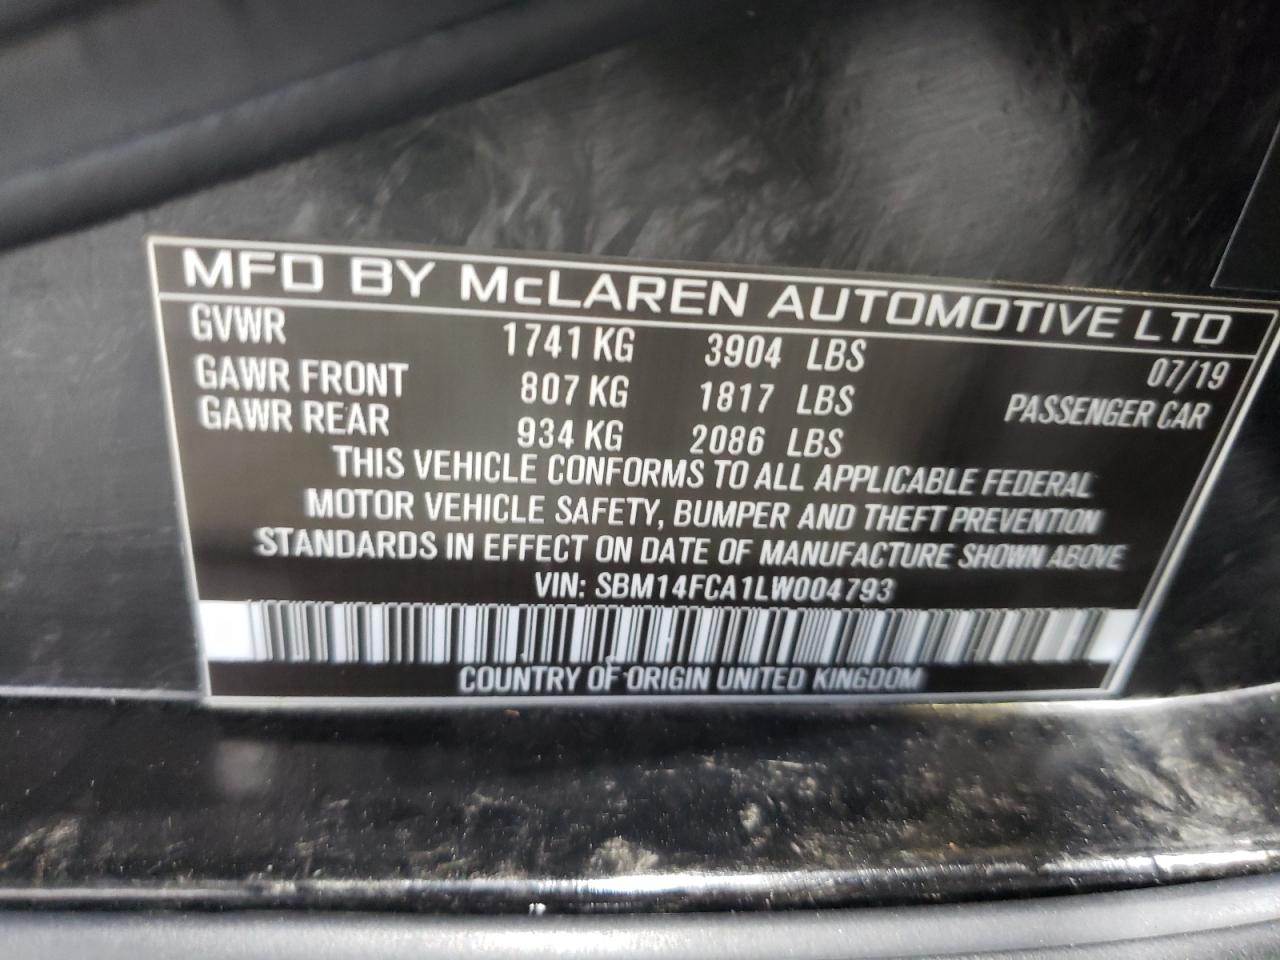 MFD BY McLAREN AUTOMOTIVE LTD
GVWR 1741 KG 3904 LBS 07/19
GAWR FRONT 807 KG 1817 LBS PASSENGER CAR
GAWR REAR 934 KG 2086 LBS
THIS VEHICLE CONFORMS TO ALL APPLICABLE FEDERAL
MOTOR VEHICLE SAFETY, BUMPER AND THEFT PREVENTION
STANDARDS IN EFFECT ON DATE OF MANUFACTURE SHOWN ABOVE
VIN: SBM14FCA1LW004793
COUNTRY OF ORIGIN UNITED KINGDOM